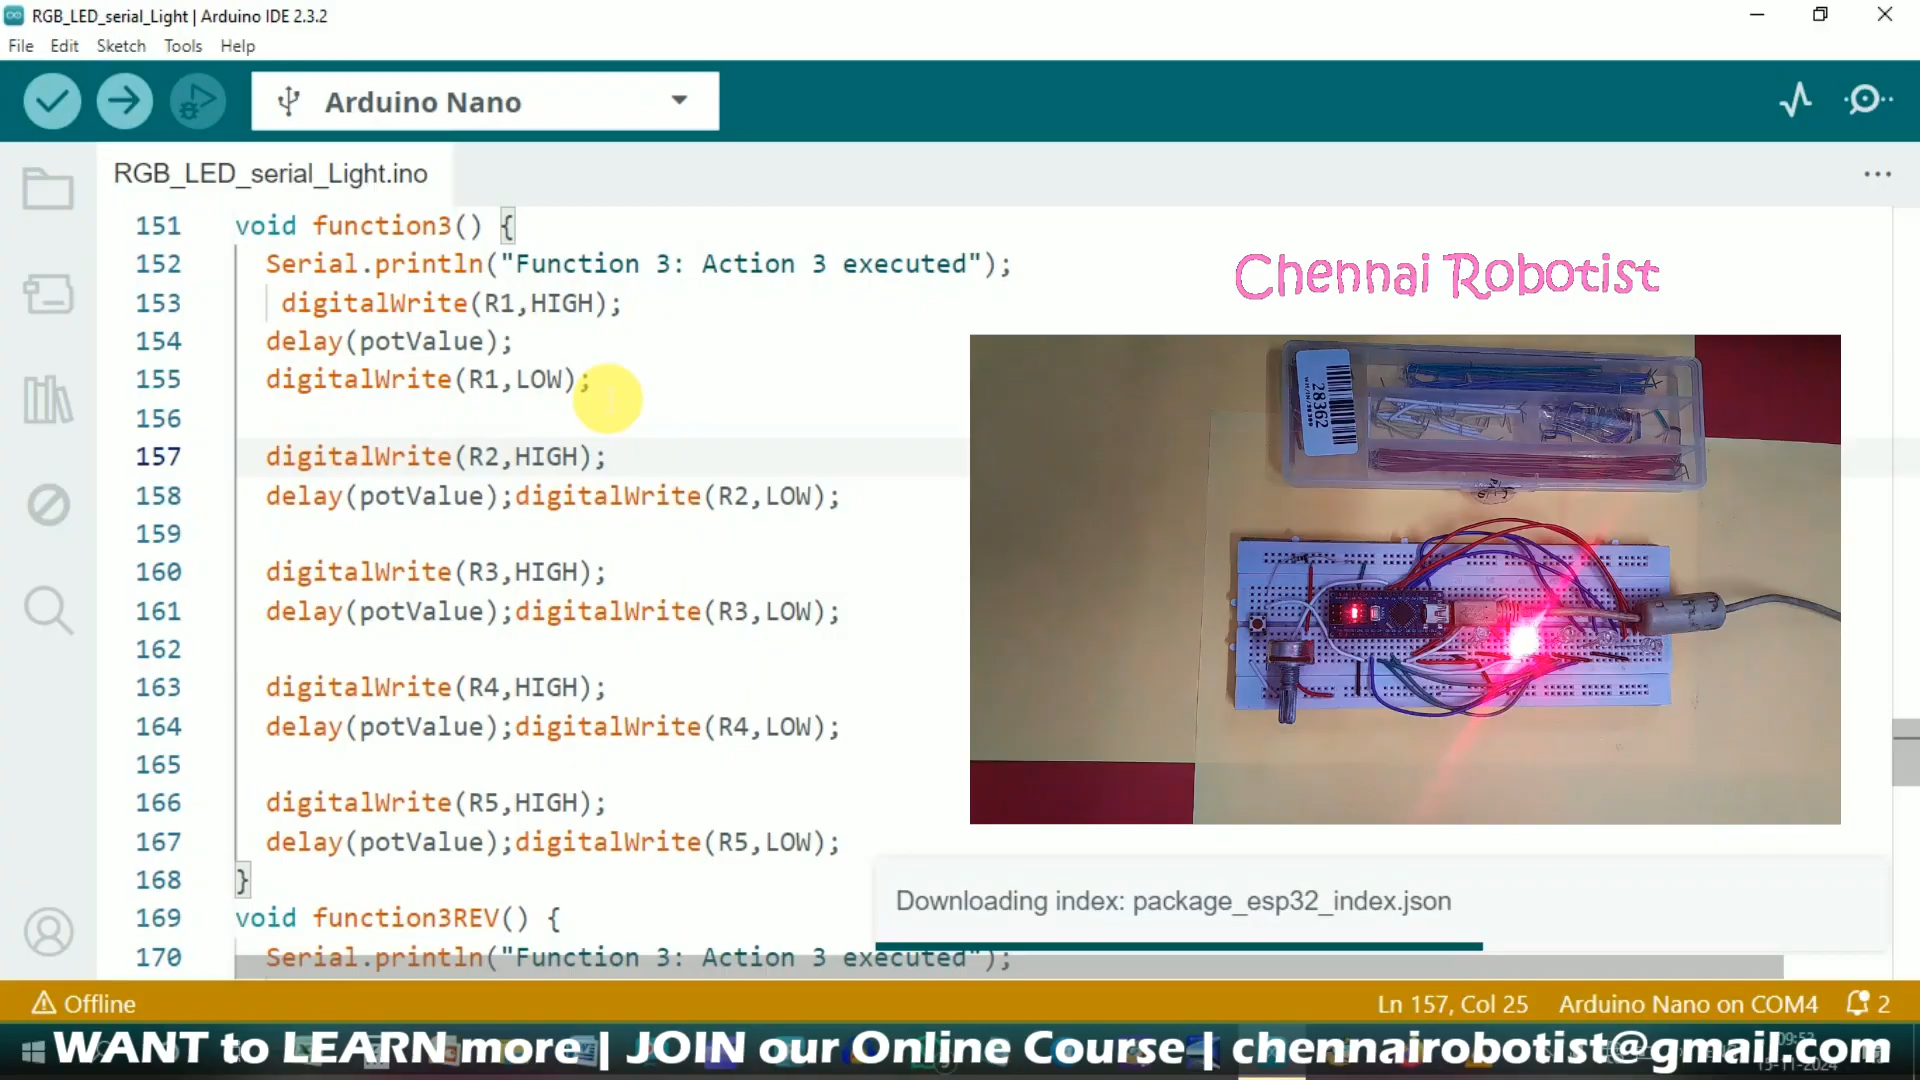 RGB_LED_serial_Light | Arduino IDE 2.3.2
File Edit Sketch Tools Help
Arduino Nano
RGB_LED_serial_Light.ino
151 void function3() {
152 Serial.println("Function 3: Action 3 executed");
153 digitalWrite(R1,HIGH);
154 delay(potValue);
155 digitalWrite(R1,LOW);
156
157 digitalWrite(R2,HIGH);
158 delay(potValue);digitalWrite(R2,LOW);
159
160 digitalWrite(R3,HIGH);
161 delay(potValue);digitalWrite(R3,LOW);
162
163 digitalWrite(R4,HIGH);
164 delay(potValue);digitalWrite(R4,LOW);
165
166 digitalWrite(R5,HIGH);
167 delay(potValue);digitalWrite(R5,LOW);
168 }
169 void function3REV() {
170 Serial.println("Function 3: Action 3 executed");
Chennai Robotist
28362
Downloading index: package_esp32_index.json
Offline
Ln 157, Col 25 Arduino Nano on COM4 2
WANT to LEARN more | JOIN our Online Course | chennairobotist@gmail.com
15-11-2024